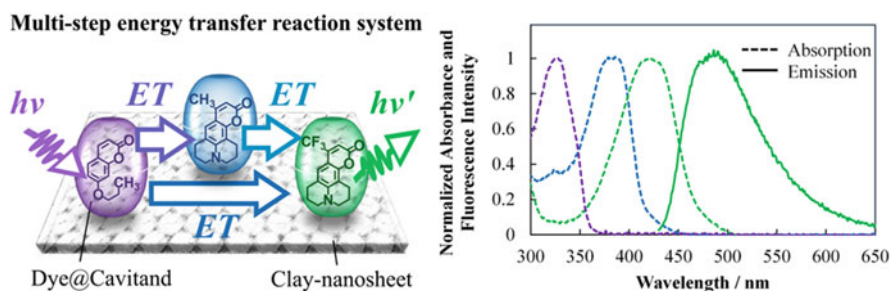 Multi-step energy transfer reaction system
hν
ET
CH3
ET
hν'
O
O
O
CH3
N
O
O
CF3
O
O
N
ET
Dye@Cavitand
Clay-nanosheet
Normalized Absorbance and
Fluorescence Intensity
1
0.8
0.6
0.4
0.2
0
Absorption
Emission
300 350 400 450 500 550 600 650
Wavelength / nm